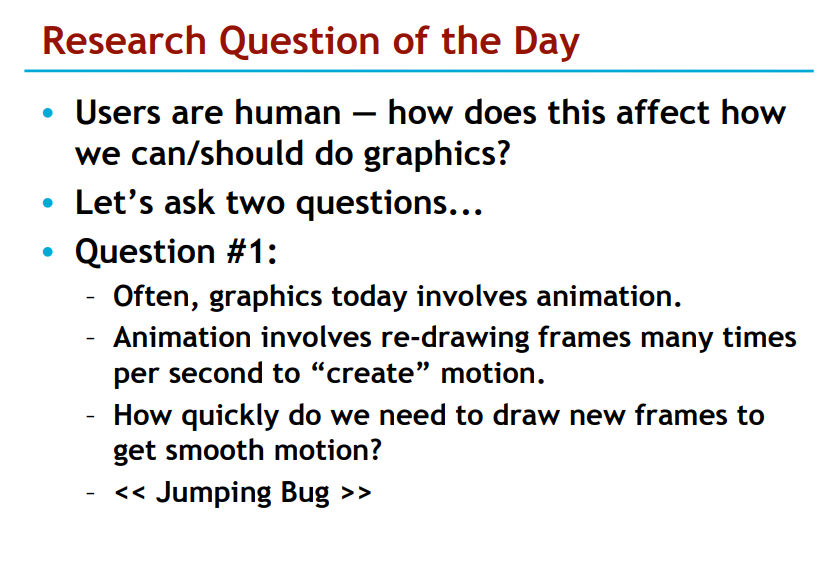 Research Question of the Day
• Users are human — how does this affect how
we can/should do graphics?
• Let’s ask two questions...
• Question #1:
– Often, graphics today involves animation.
– Animation involves re-drawing frames many times
per second to “create” motion.
– How quickly do we need to draw new frames to
get smooth motion?
– << Jumping Bug >>